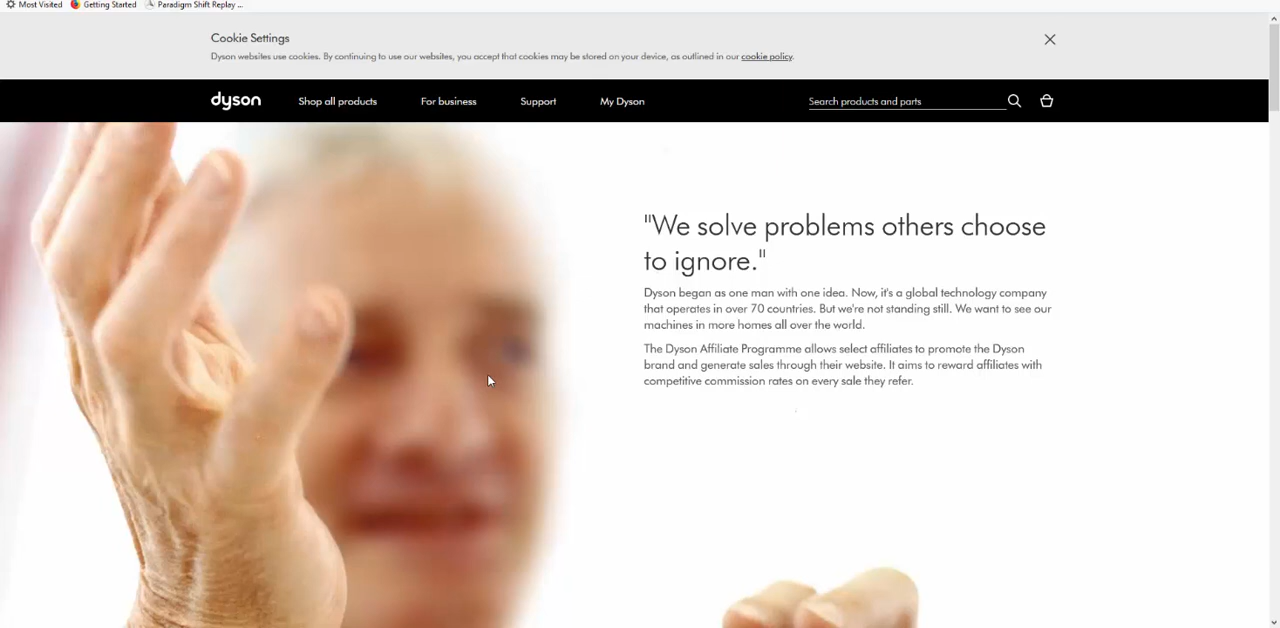 Most Visited Getting Started Paradigm Shift Replay ...
Cookie Settings
Dyson websites use cookies. By continuing to use our websites, you accept that cookies may be stored on your device, as outlined in our cookie policy.
dyson Shop all products For business Support My Dyson Search products and parts
"We solve problems others choose
to ignore."
Dyson began as one man with one idea. Now, it's a global technology company
that operates in over 70 countries. But we're not standing still. We want to see our
machines in more homes all over the world.
The Dyson Affiliate Programme allows select affiliates to promote the Dyson
brand and generate sales through their website. It aims to reward affiliates with
competitive commission rates on every sale they refer.